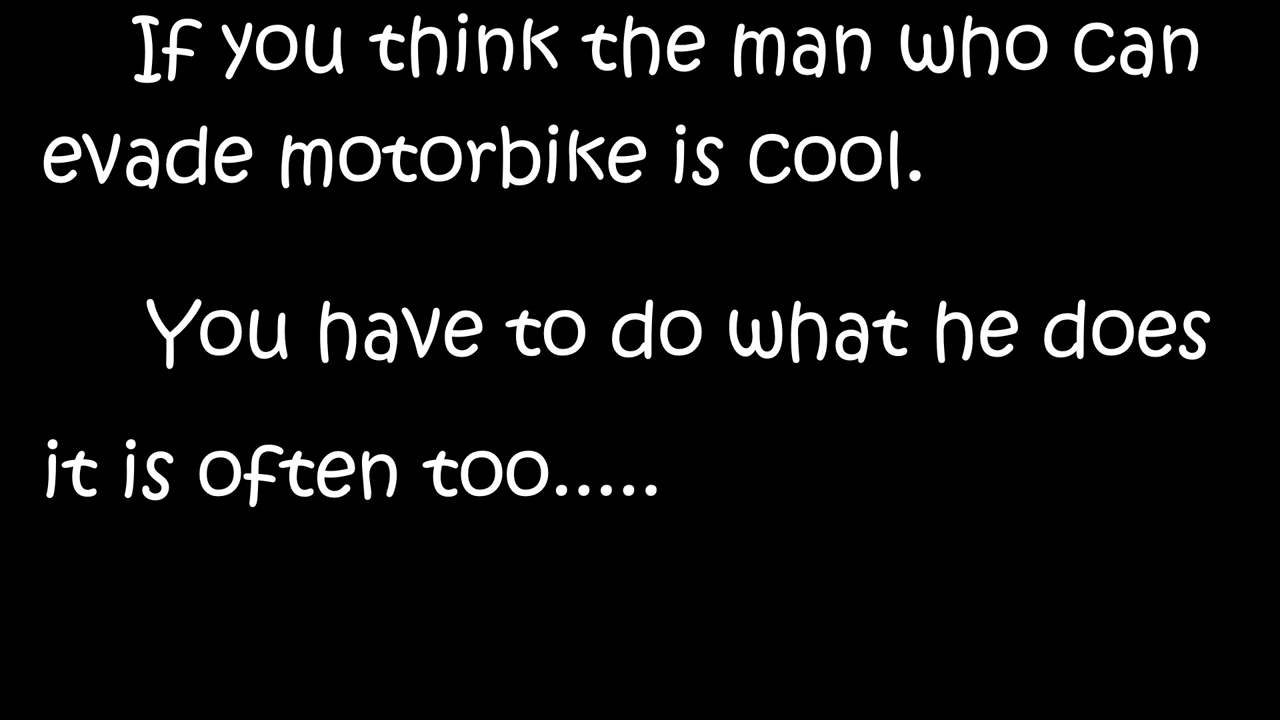 If you think the man who can
evade motorbike is cool.
You have to do what he does
it is often too.....